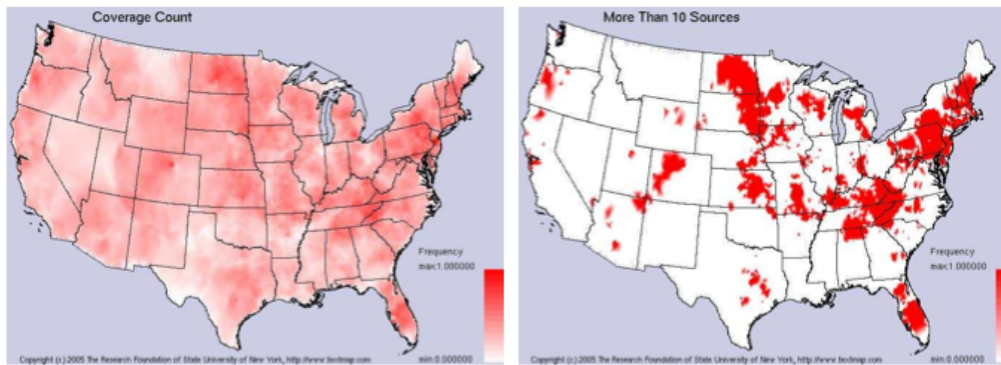 Coverage Count
Frequency
max:1.000000
min:0.000000
Copyright (c) 2005 The Research Foundation of State University of New York, http://www.textmap.com
More Than 10 Sources
Frequency
max:1.000000
min:0.000000
Copyright (c) 2005 The Research Foundation of State University of New York, http://www.textmap.com